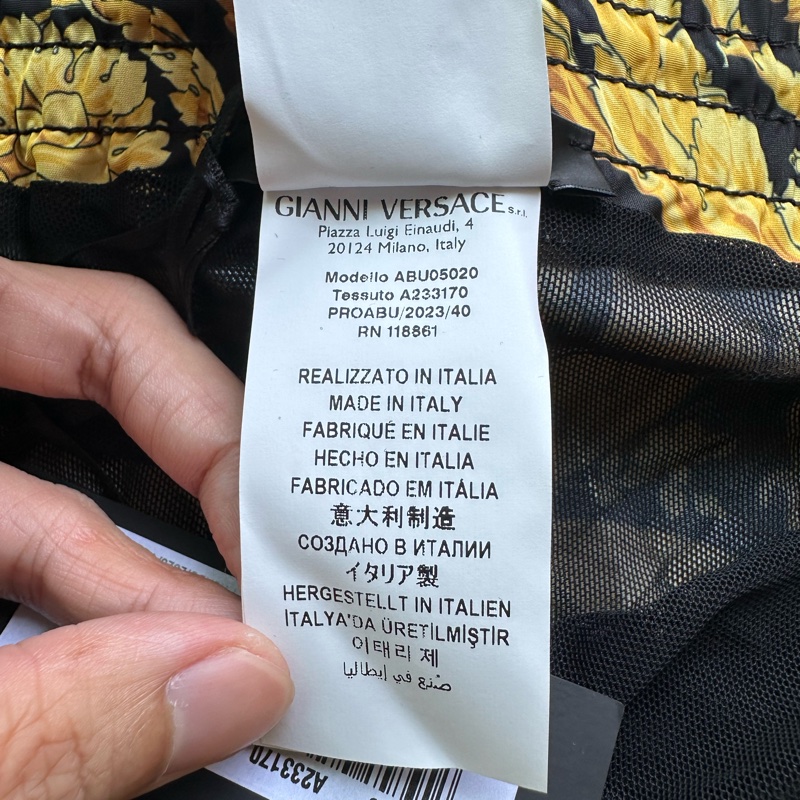 GIANNI VERSACE S.r.l.
Piazza Luigi Einaudi, 4
20124 Milano, Italy
Modello ABU05020
Tessuto A233170
PROABU/2023/40
RN 118861
REALIZZATO IN ITALIA
MADE IN ITALY
FABRIQUÉ EN ITALIE
HECHO EN ITALIA
FABRICADO EM ITÁLIA
意大利制造
СОЗДАНО В ИТАЛИИ
イタリア製
HERGESTELLT IN ITALIEN
İTALYA'DA ÜRETİLMİŞTİR
이태리 제
صنع في إيطاليا
A233170